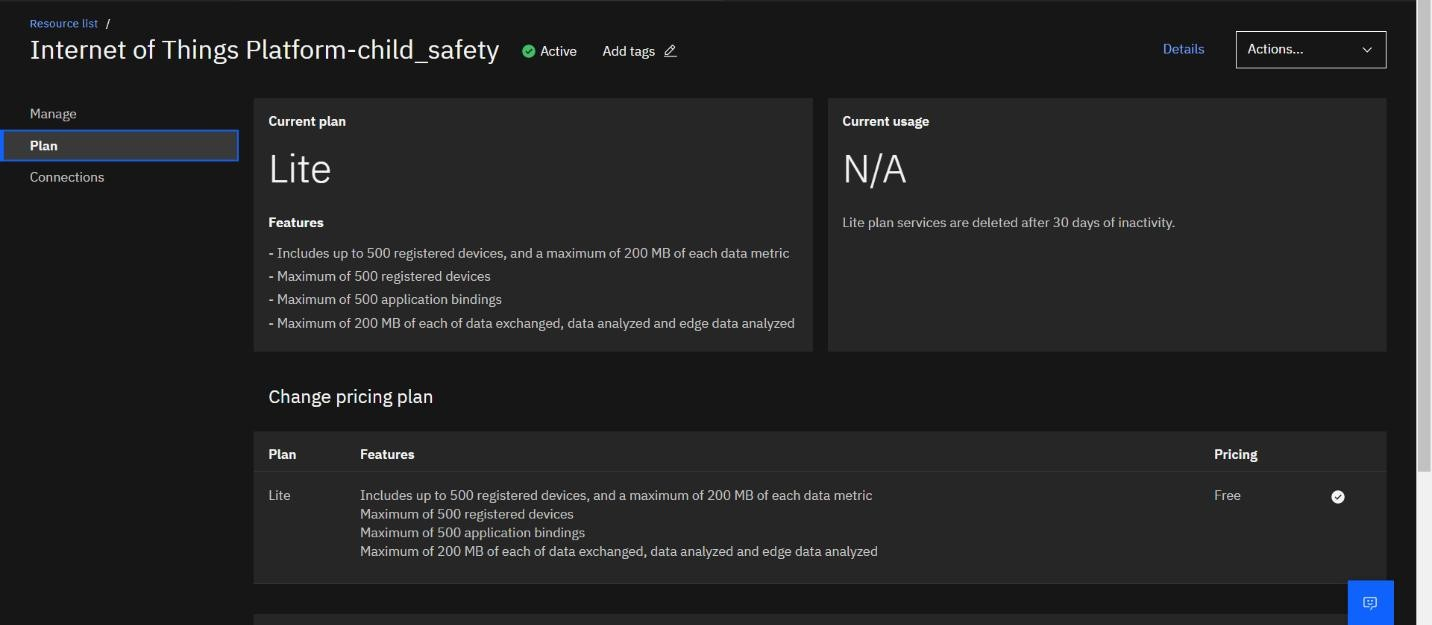 Resource list /
Internet of Things Platform-child_safety
Active
Add tags
Details
Actions...
Manage
Plan
Connections
Current plan
Lite
Features
- Includes up to 500 registered devices, and a maximum of 200 MB of each data metric
- Maximum of 500 registered devices
- Maximum of 500 application bindings
- Maximum of 200 MB of each of data exchanged, data analyzed and edge data analyzed
Current usage
N/A
Lite plan services are deleted after 30 days of inactivity.
Change pricing plan
Plan Features Pricing
Lite Includes up to 500 registered devices, and a maximum of 200 MB of each data metric Free
Maximum of 500 registered devices
Maximum of 500 application bindings
Maximum of 200 MB of each of data exchanged, data analyzed and edge data analyzed